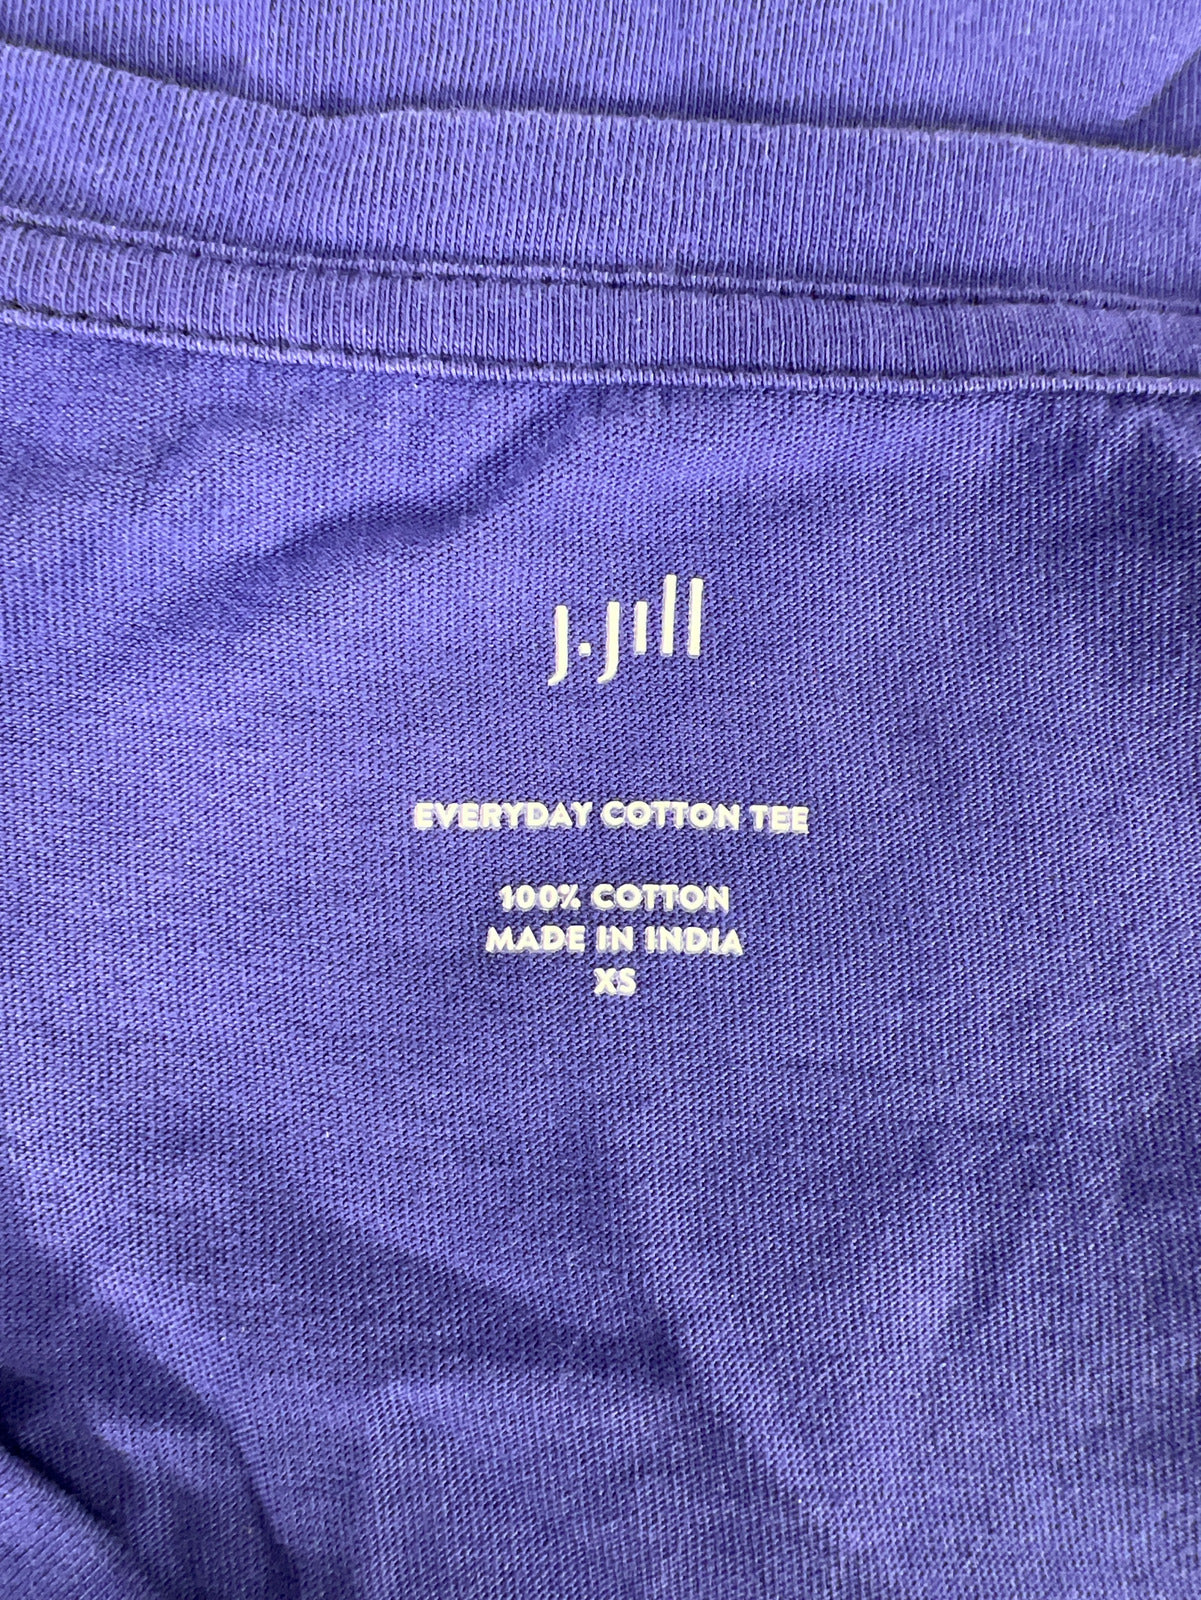 J.Jill
EVERYDAY COTTON TEE
100% COTTON
MADE IN INDIA
XS